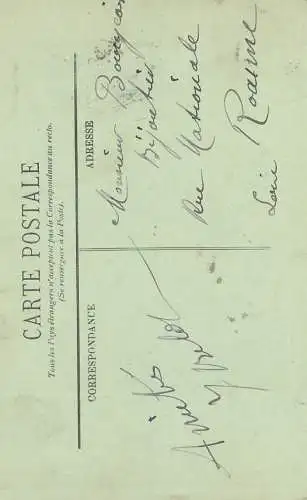 CARTE POSTALE
Tous les Pays étrangers n'acceptent pas la Correspondance au recto.
(Se renseigner à la Poste).
CORRESPONDANCE
Amitiés
ADRESSE
Monsieur
Bijoutier
Rue Nationale
Roanne
Loire